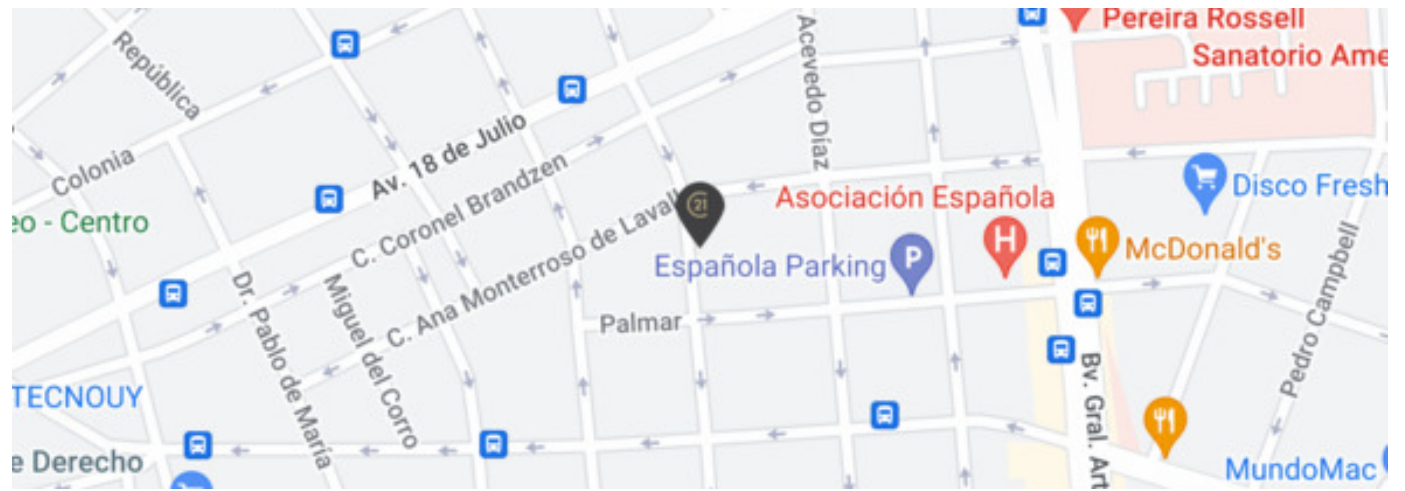 Pereira Rossell
Sanatorio Ame
República
Acevedo Díaz
Av. 18 de Julio
Colonia
C. Coronel Brandzen
21
Asociación Española
H
Disco Fresh
eo - Centro
C. Ana Monterroso de Lavall
Española Parking
P
McDonald's
Dr. Pablo de María
Miguel del Corro
Palmar
Pedro Campbell
Bv. Gral. Art
TECNOUY
e Derecho
MundoMac